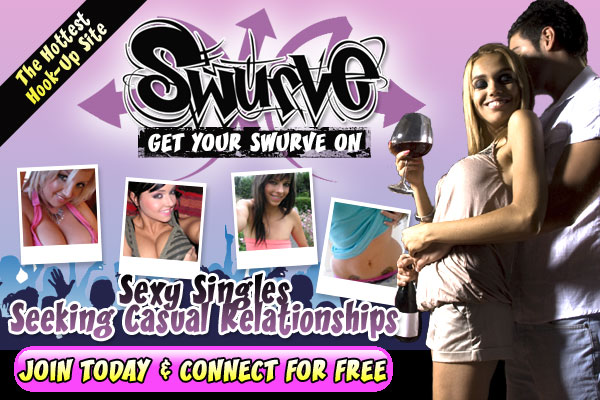 The Hottest
Hook-Up Site
Swurve
GET YOUR SWURVE ON
Sexy Singles
Seeking Casual Relationships
JOIN TODAY & CONNECT FOR FREE